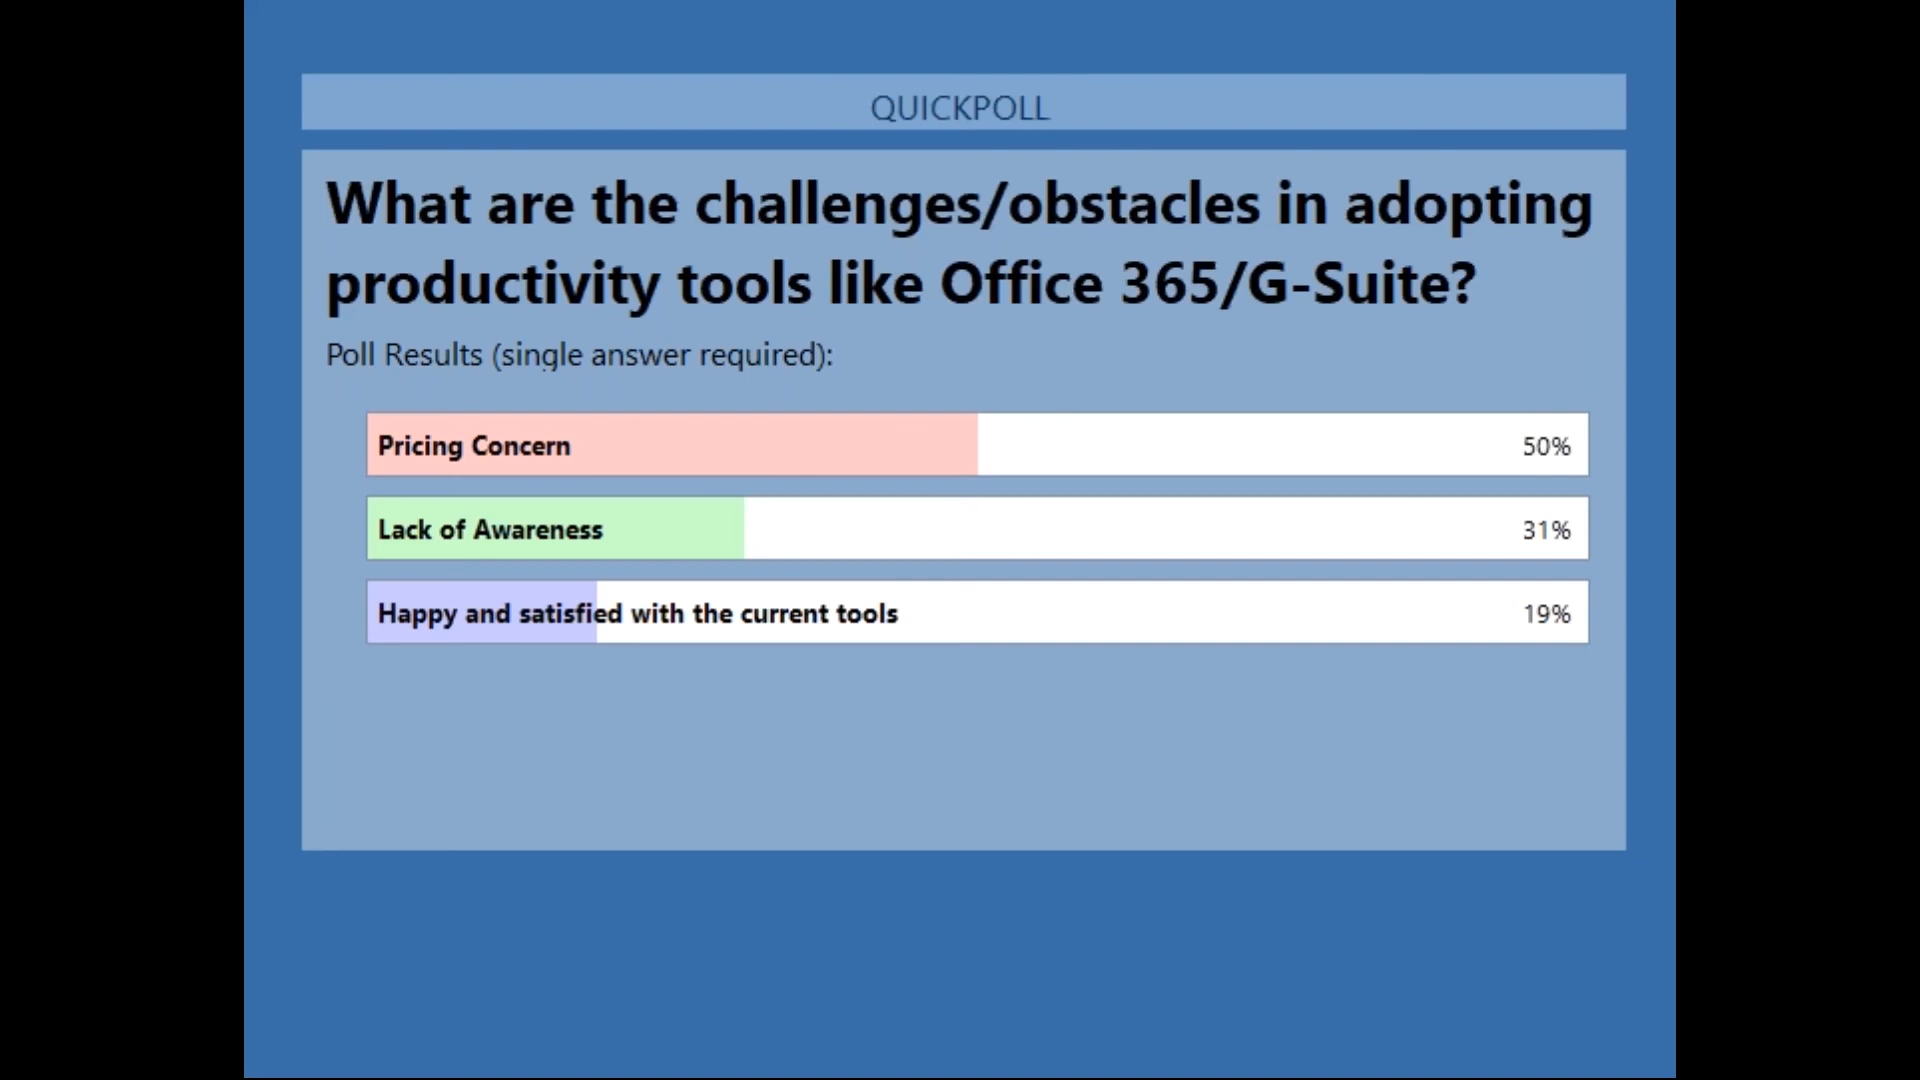 QUICKPOLL
What are the challenges/obstacles in adopting
productivity tools like Office 365/G-Suite?
Poll Results (single answer required):
Pricing Concern 50%
Lack of Awareness 31%
Happy and satisfied with the current tools 19%